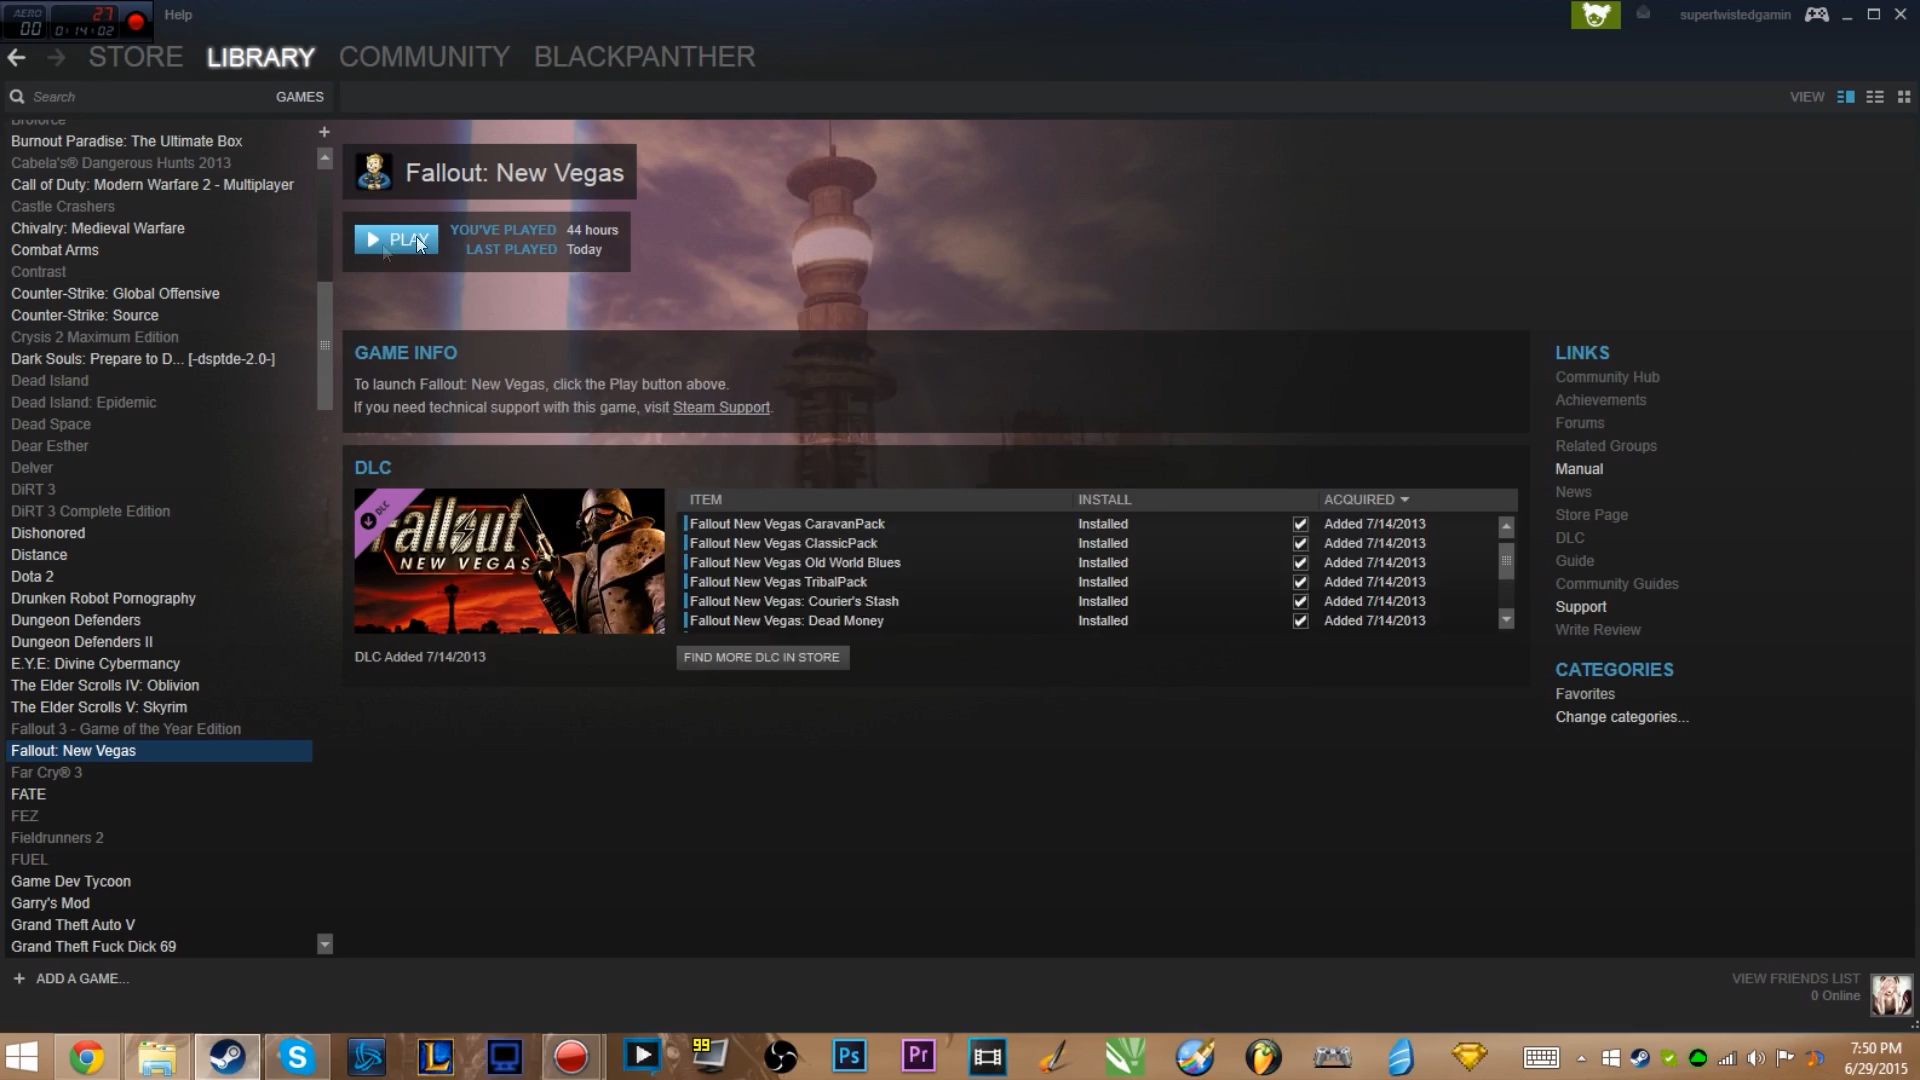 AERO 27
00 0:14:02
Help
supertwistedgamin
STORE LIBRARY COMMUNITY BLACKPANTHER
Search GAMES
VIEW
Broforce
Burnout Paradise: The Ultimate Box
Cabela's® Dangerous Hunts 2013
Call of Duty: Modern Warfare 2 - Multiplayer
Castle Crashers
Chivalry: Medieval Warfare
Combat Arms
Contrast
Counter-Strike: Global Offensive
Counter-Strike: Source
Crysis 2 Maximum Edition
Dark Souls: Prepare to D... [-dsptde-2.0-]
Dead Island
Dead Island: Epidemic
Dead Space
Dear Esther
Delver
DiRT 3
DiRT 3 Complete Edition
Dishonored
Distance
Dota 2
Drunken Robot Pornography
Dungeon Defenders
Dungeon Defenders II
E.Y.E: Divine Cybermancy
The Elder Scrolls IV: Oblivion
The Elder Scrolls V: Skyrim
Fallout 3 - Game of the Year Edition
Fallout: New Vegas
Far Cry® 3
FATE
FEZ
Fieldrunners 2
FUEL
Game Dev Tycoon
Garry's Mod
Grand Theft Auto V
Grand Theft Fuck Dick 69
+ ADD A GAME...
Fallout: New Vegas
PLAY
YOU'VE PLAYED 44 hours
LAST PLAYED Today
GAME INFO
To launch Fallout: New Vegas, click the Play button above.
If you need technical support with this game, visit Steam Support.
DLC
DLC
Fallout
NEW VEGAS
DLC Added 7/14/2013
ITEM INSTALL ACQUIRED
Fallout New Vegas CaravanPack Installed Added 7/14/2013
Fallout New Vegas ClassicPack Installed Added 7/14/2013
Fallout New Vegas Old World Blues Installed Added 7/14/2013
Fallout New Vegas TribalPack Installed Added 7/14/2013
Fallout New Vegas: Courier's Stash Installed Added 7/14/2013
Fallout New Vegas: Dead Money Installed Added 7/14/2013
FIND MORE DLC IN STORE
LINKS
Community Hub
Achievements
Forums
Related Groups
Manual
News
Store Page
DLC
Guide
Community Guides
Support
Write Review
CATEGORIES
Favorites
Change categories...
VIEW FRIENDS LIST
0 Online
S
L
99
Ps
Pr
7:50 PM
6/29/2015